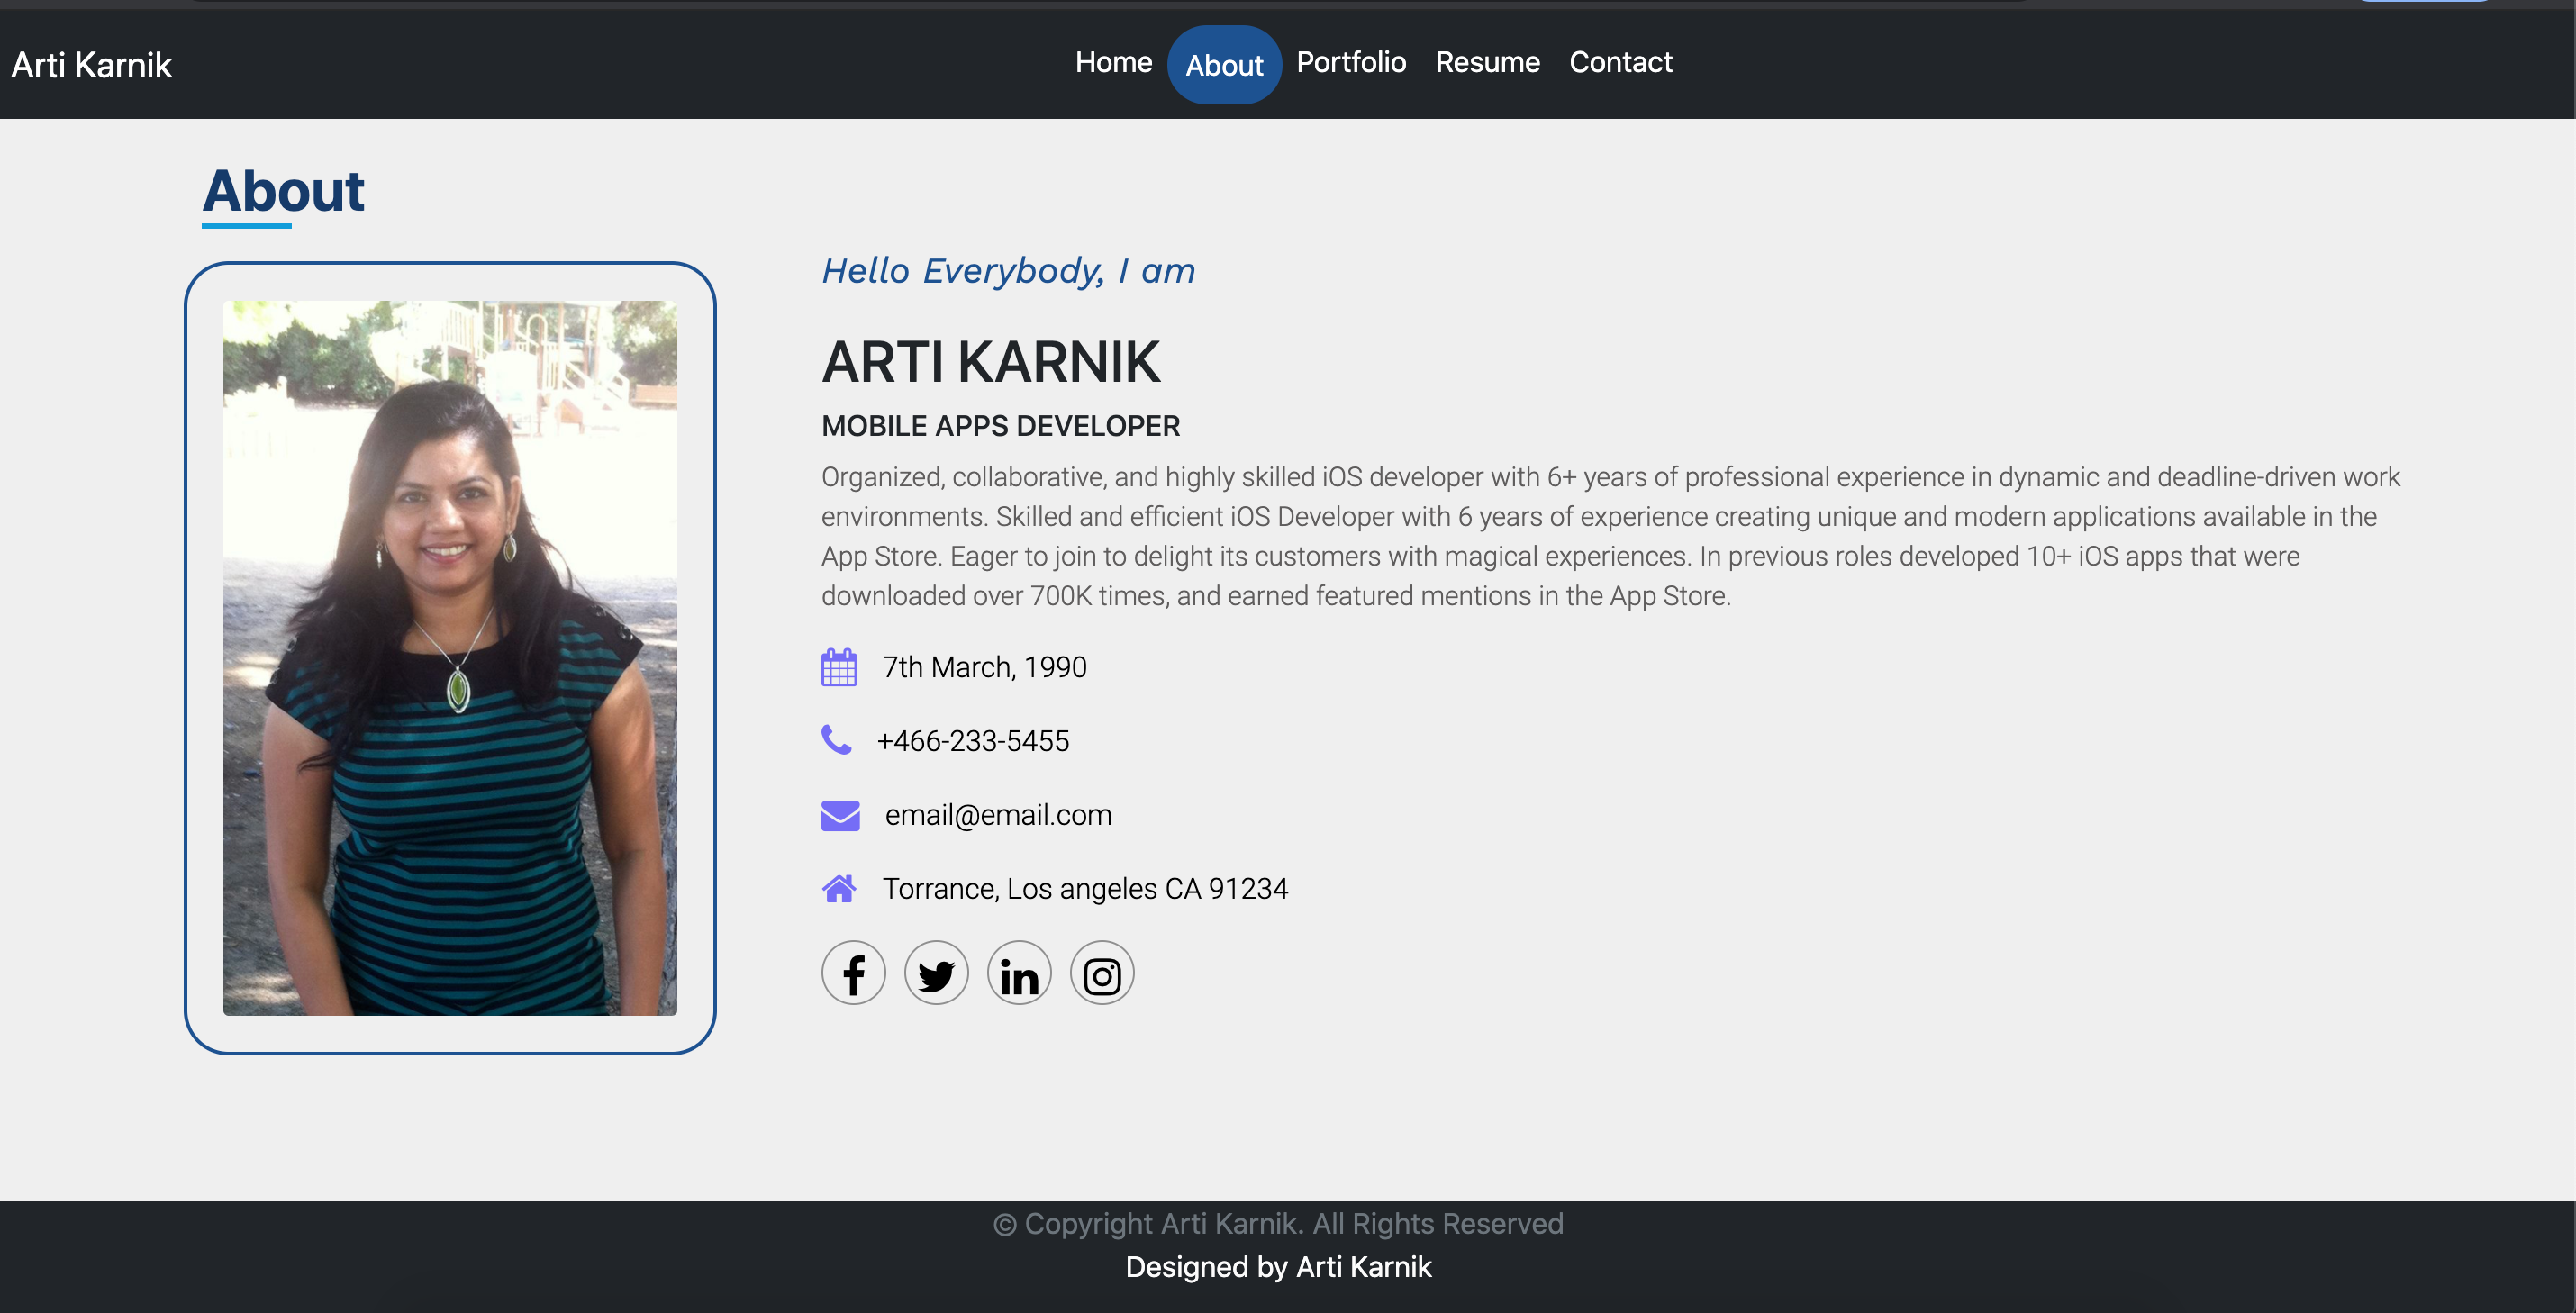 Arti Karnik
Home About Portfolio Resume Contact
About
Hello Everybody, I am
ARTI KARNIK
MOBILE APPS DEVELOPER
Organized, collaborative, and highly skilled iOS developer with 6+ years of professional experience in dynamic and deadline-driven work
environments. Skilled and efficient iOS Developer with 6 years of experience creating unique and modern applications available in the
App Store. Eager to join to delight its customers with magical experiences. In previous roles developed 10+ iOS apps that were
downloaded over 700K times, and earned featured mentions in the App Store.
7th March, 1990
+466-233-5455
email@email.com
Torrance, Los angeles CA 91234
© Copyright Arti Karnik. All Rights Reserved
Designed by Arti Karnik